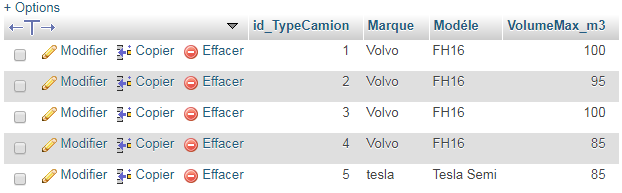 + Options
←T→ ▼ id_TypeCamion Marque Modéle VolumeMax_m3
Modifier Copier Effacer 1 Volvo FH16 100
Modifier Copier Effacer 2 Volvo FH16 95
Modifier Copier Effacer 3 Volvo FH16 100
Modifier Copier Effacer 4 Volvo FH16 85
Modifier Copier Effacer 5 tesla Tesla Semi 85